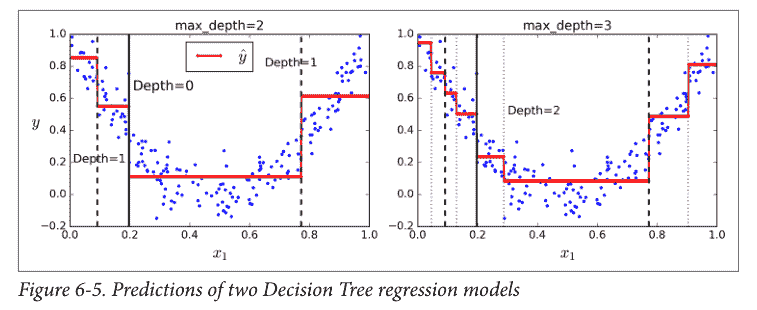 max_depth=2
max_depth=3
1.0
0.8
0.6
0.4
0.2
0.0
−0.2
y
ŷ
Depth=1
Depth=0
Depth=1
0.0 0.2 0.4 0.6 0.8 1.0
x₁
1.0
0.8
0.6
0.4
0.2
0.0
−0.2
Depth=2
0.0 0.2 0.4 0.6 0.8 1.0
x₁
Figure 6-5. Predictions of two Decision Tree regression models